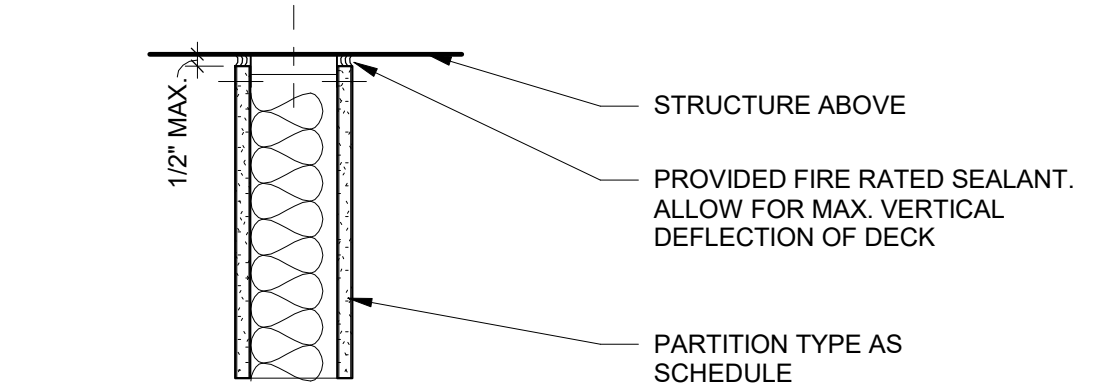 1/2" MAX.
STRUCTURE ABOVE
PROVIDED FIRE RATED SEALANT.
ALLOW FOR MAX. VERTICAL
DEFLECTION OF DECK
PARTITION TYPE AS
SCHEDULE